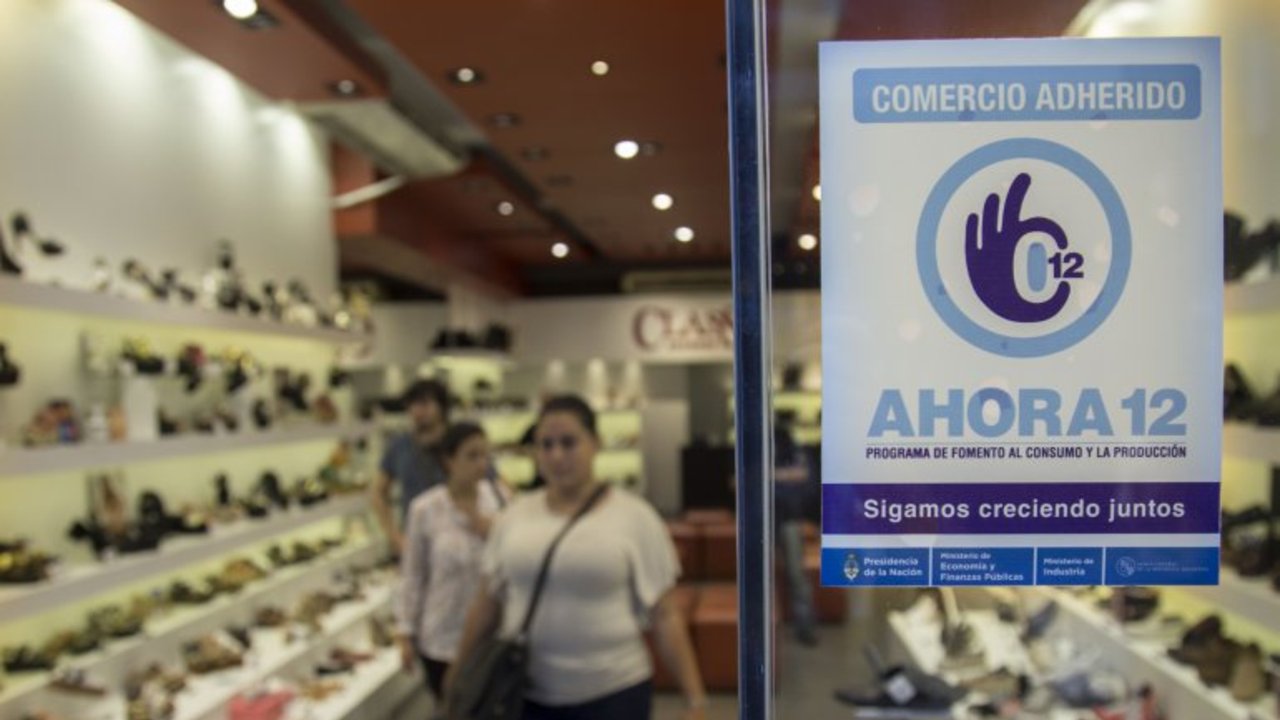 COMERCIO ADHERIDO
12
AHORA 12
PROGRAMA DE FOMENTO AL CONSUMO Y LA PRODUCCIÓN
Sigamos creciendo juntos
Presidencia
de la Nación
Ministerio de
Economía y
Finanzas Públicas
Ministerio de
Industria
CLASS